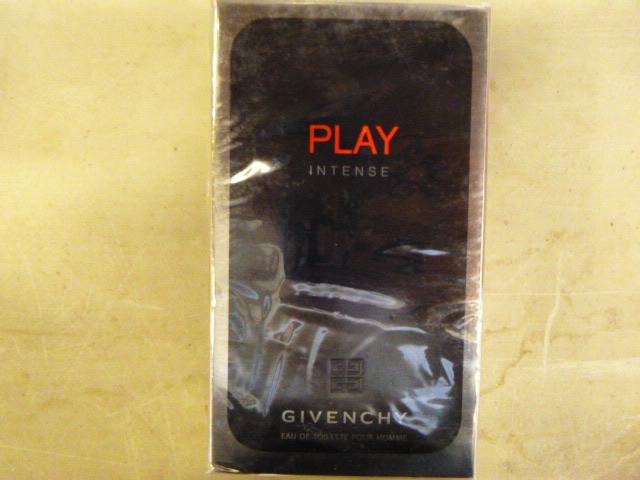 PLAY
INTENSE
GIVENCHY
EAU DE TOILETTE POUR HOMME